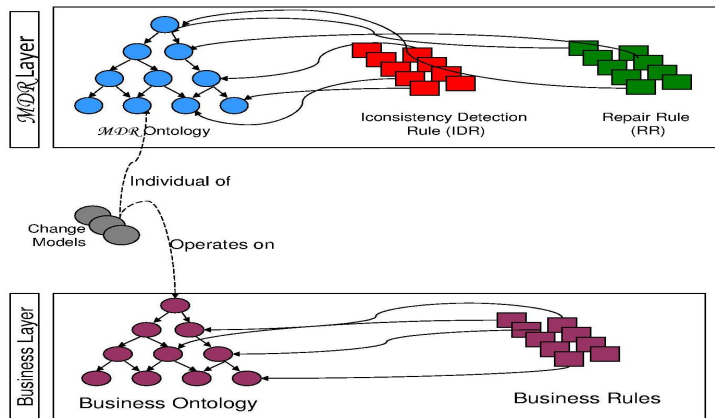 MDR Layer
MDR Ontology
Iconsistency Detection
Rule (IDR)
Repair Rule
(RR)
Individual of
Change
Models
Operates on
Business Layer
Business Ontology
Business Rules